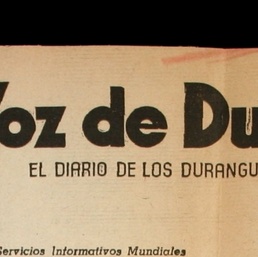 Voz de Du
EL DIARIO DE LOS DURANGU
Servicios Informativos Mundiales